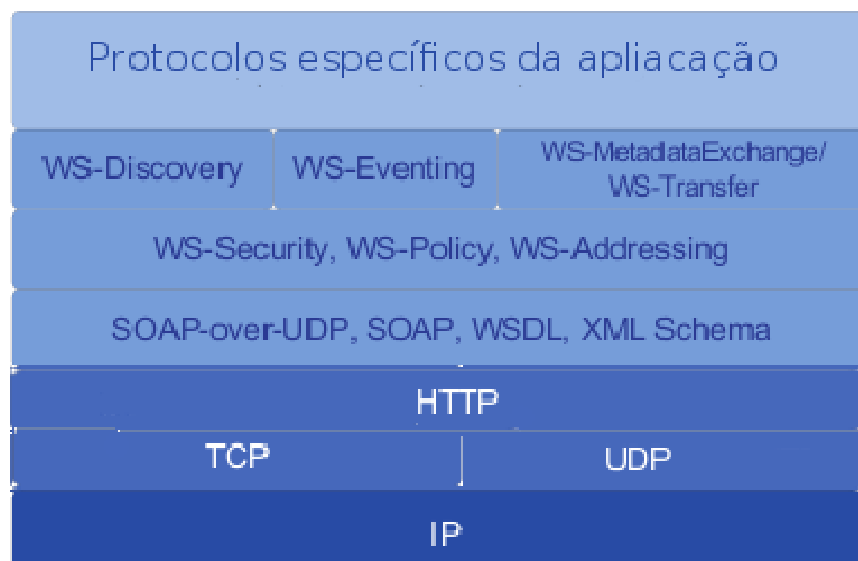 Protocolos específicos da apliacação
WS-Discovery
WS-Eventing
WS-MetadataExchange/
WS-Transfer
WS-Security, WS-Policy, WS-Addressing
SOAP-over-UDP, SOAP, WSDL, XML Schema
HTTP
TCP
UDP
IP